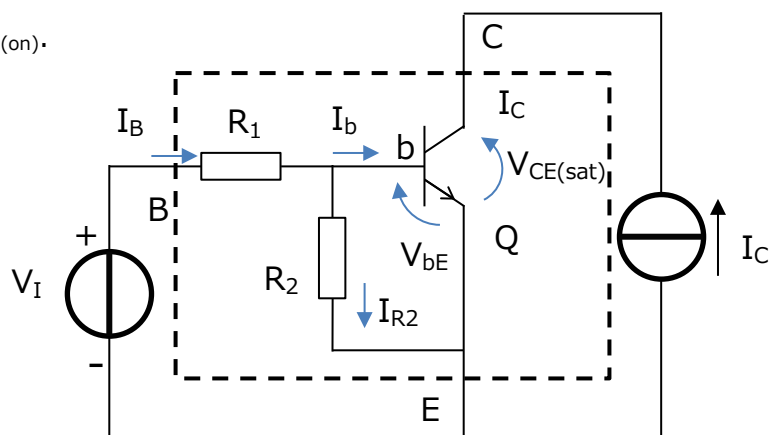 (on).
C
I_B
R_1
I_b
I_C
b
V_CE(sat)
B
+
V_bE
Q
V_I
R_2
I_C
I_R2
-
E